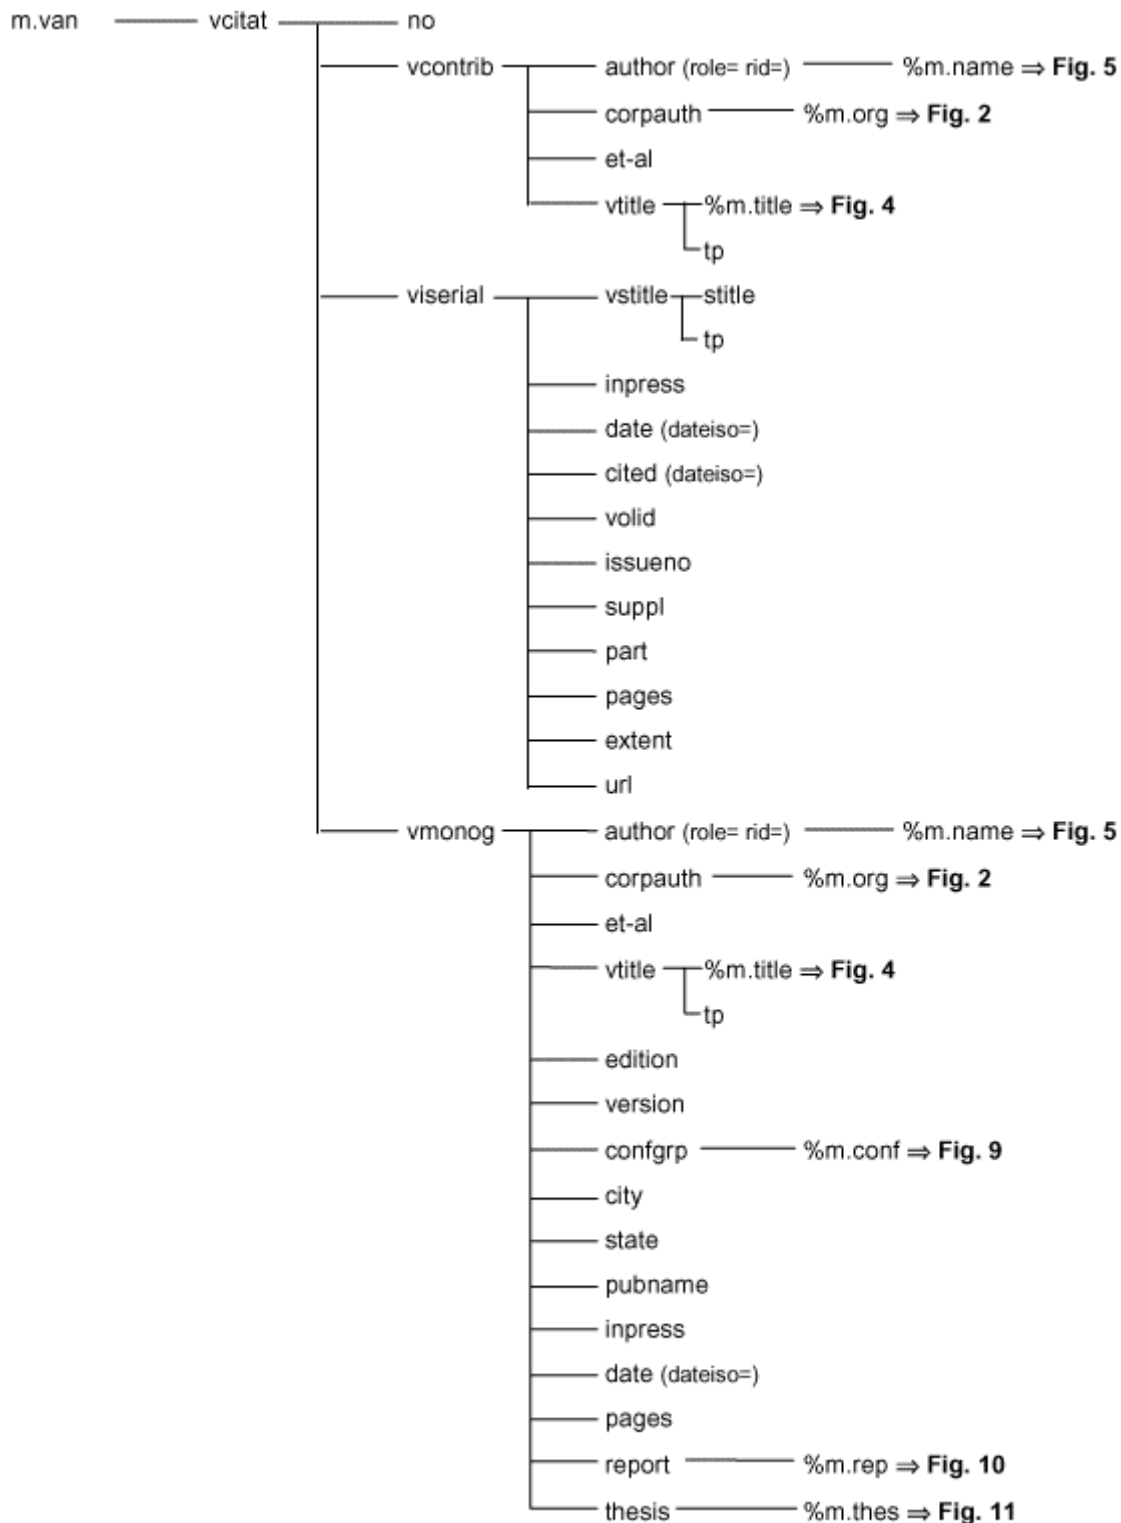 m.van vcitat no
vcontrib author (role= rid=) %m.name ⇒ Fig. 5
corpauth %m.org ⇒ Fig. 2
et-al
vtitle %m.title ⇒ Fig. 4
tp
viserial vstitle stitle
tp
inpress
date (dateiso=)
cited (dateiso=)
volid
issueno
suppl
part
pages
extent
url
vmonog author (role= rid=) %m.name ⇒ Fig. 5
corpauth %m.org ⇒ Fig. 2
et-al
vtitle %m.title ⇒ Fig. 4
tp
edition
version
confgrp %m.conf ⇒ Fig. 9
city
state
pubname
inpress
date (dateiso=)
pages
report %m.rep ⇒ Fig. 10
thesis %m.thes ⇒ Fig. 11